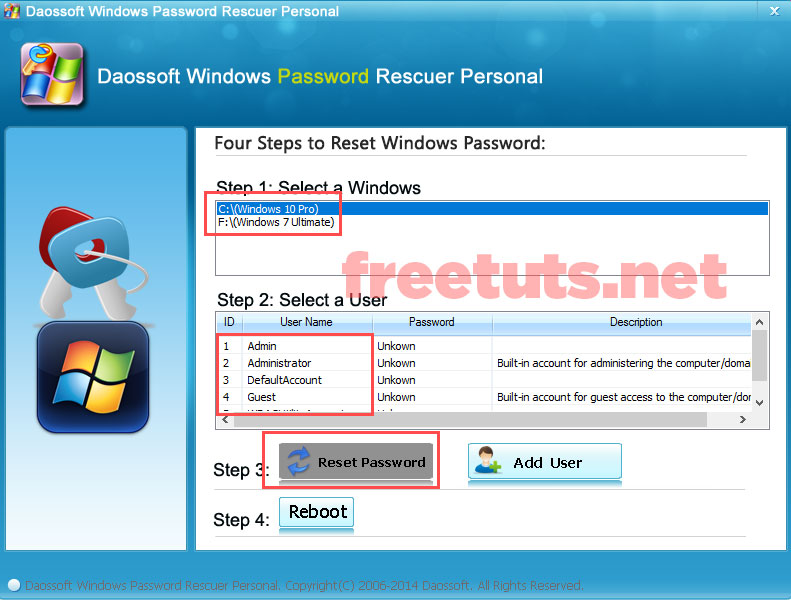 Daossoft Windows Password Rescuer Personal
Daossoft Windows Password Rescuer Personal
Four Steps to Reset Windows Password:
Step 1: Select a Windows
C:\(Windows 10 Pro)
F:\(Windows 7 Ultimate)
freetuts.net
Step 2: Select a User
ID User Name Password Description
1 Admin Unkown
2 Administrator Unkown Built-in account for administering the computer/domai
3 DefaultAccount Unkown
4 Guest Unkown Built-in account for guest access to the computer/dor
Step 3: Reset Password Add User
Step 4: Reboot
Daossoft Windows Password Rescuer Personal. Copyright(C) 2006-2014 Daossoft. All Rights Reserved.